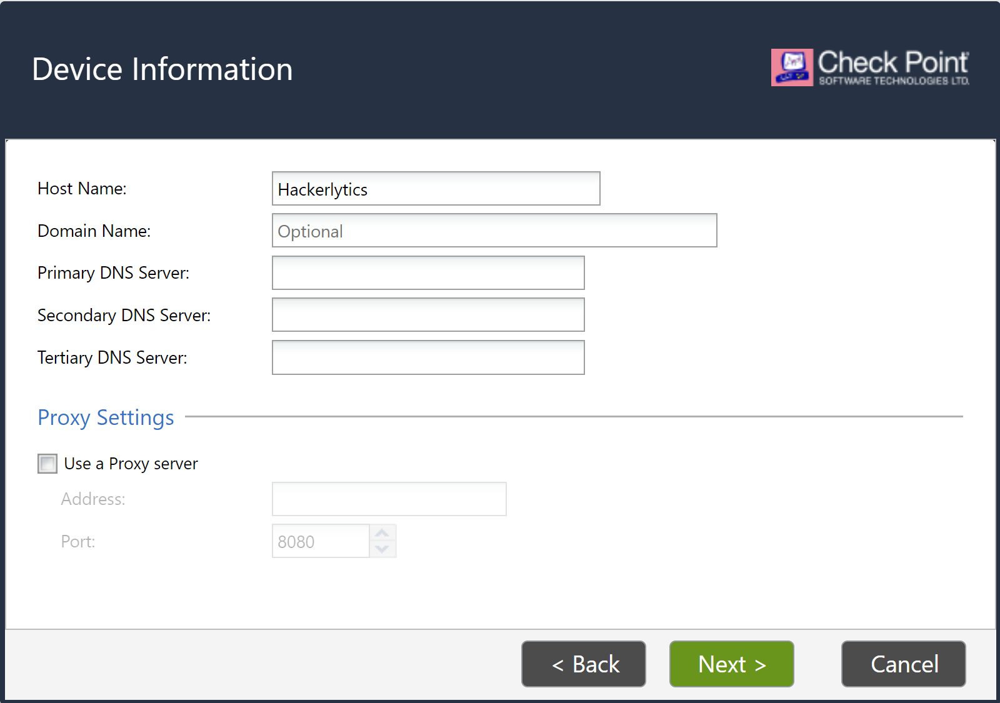 Device Information
Check Point
SOFTWARE TECHNOLOGIES LTD.
Host Name: Hackerlytics
Domain Name: Optional
Primary DNS Server:
Secondary DNS Server:
Tertiary DNS Server:
Proxy Settings
Use a Proxy server
Address:
Port: 8080
< Back Next > Cancel